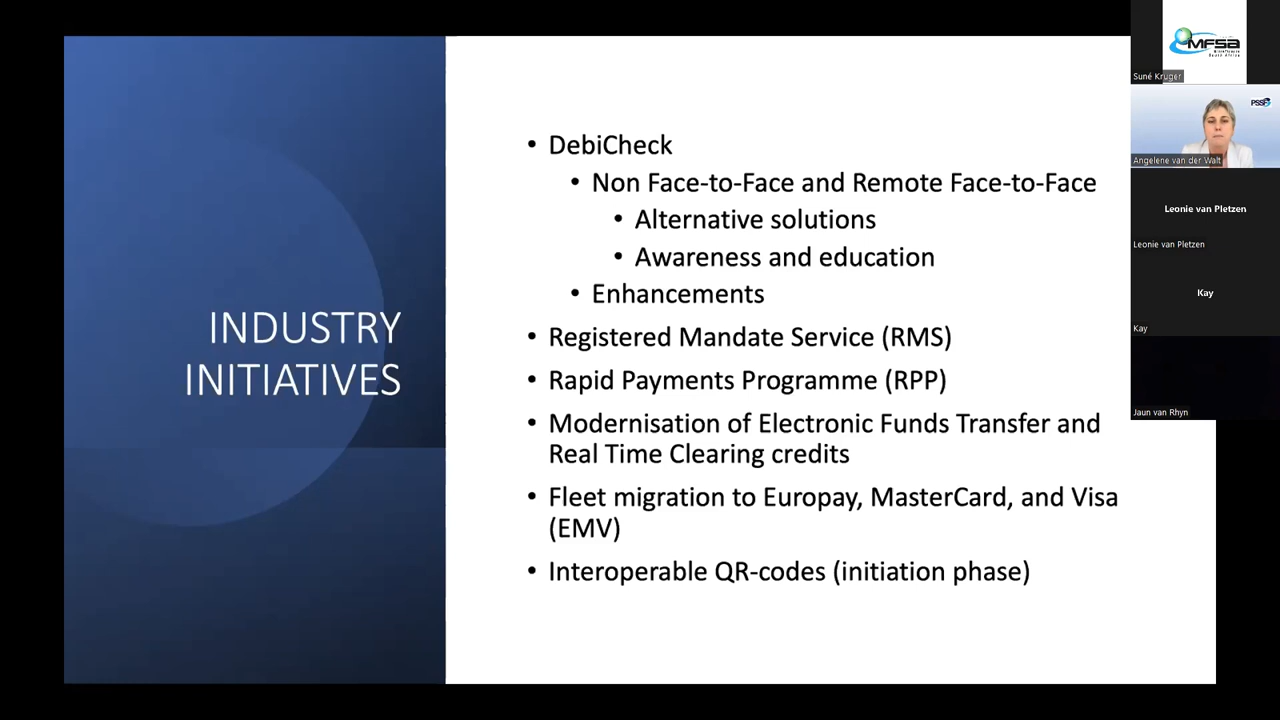 INDUSTRY
INITIATIVES
• DebiCheck
• Non Face-to-Face and Remote Face-to-Face
• Alternative solutions
• Awareness and education
• Enhancements
• Registered Mandate Service (RMS)
• Rapid Payments Programme (RPP)
• Modernisation of Electronic Funds Transfer and
Real Time Clearing credits
• Fleet migration to Europay, MasterCard, and Visa
(EMV)
• Interoperable QR-codes (initiation phase)
MFSA
South Africa
Suné Kruger
PSSF
Angelene van der Walt
Leonie van Pletzen
Leonie van Pletzen
Kay
Kay
Jaun van Rhyn